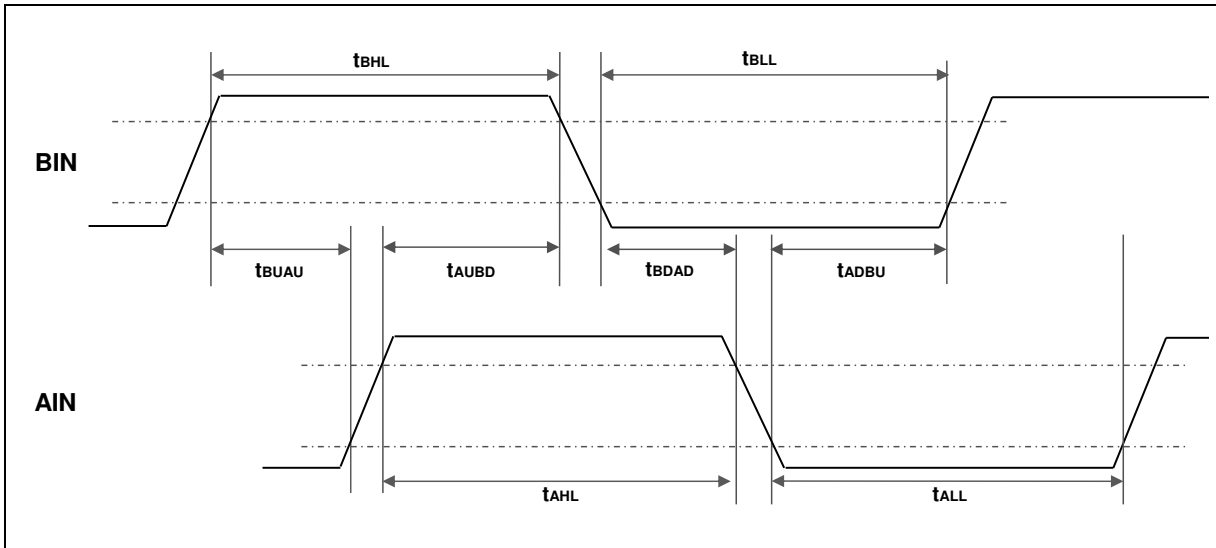 tBHL
tBLL
BIN
tBUAU
tAUBD
tBDAD
tADBU
AIN
tAHL
tALL